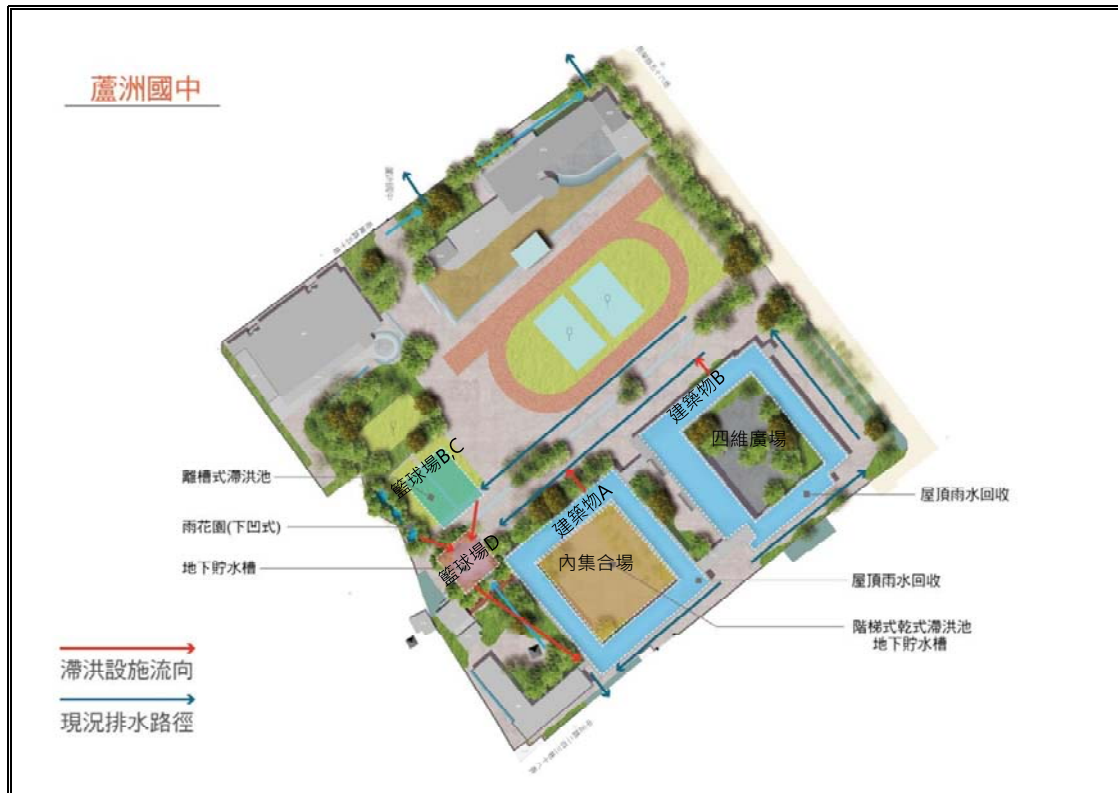 蘆洲國中
建築物B
四維廣場
籃球場B,C
離槽式滯洪池
屋頂雨水回收
建築物A
雨花園(下凹式)
籃球場D
內集合場
地下貯水槽
屋頂雨水回收
階梯式乾式滯洪池
地下貯水槽
滯洪設施流向
現況排水路徑